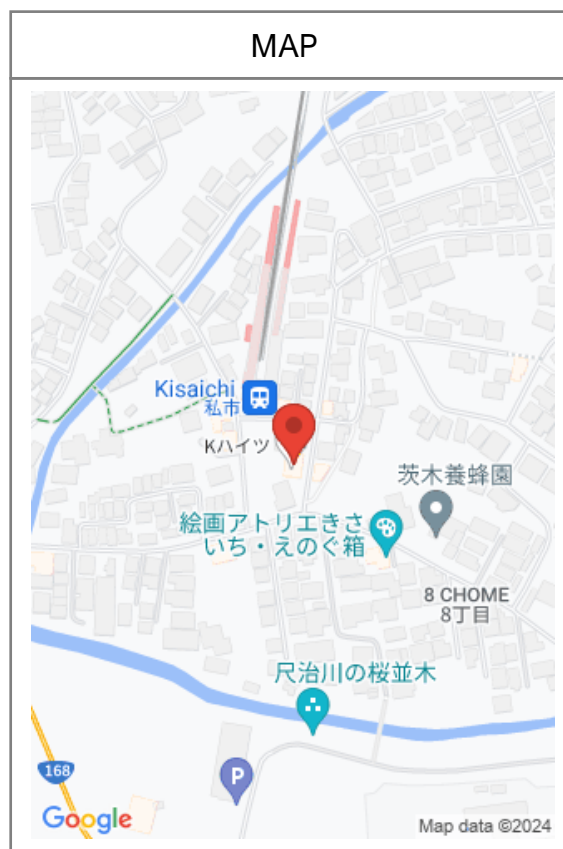 MAP
Kisaichi
私市
Kハイツ
茨木養蜂園
絵画アトリエきさ
いち・えのぐ箱
8 CHOME
8丁目
尺治川の桜並木
P
168
Google
Map data ©2024